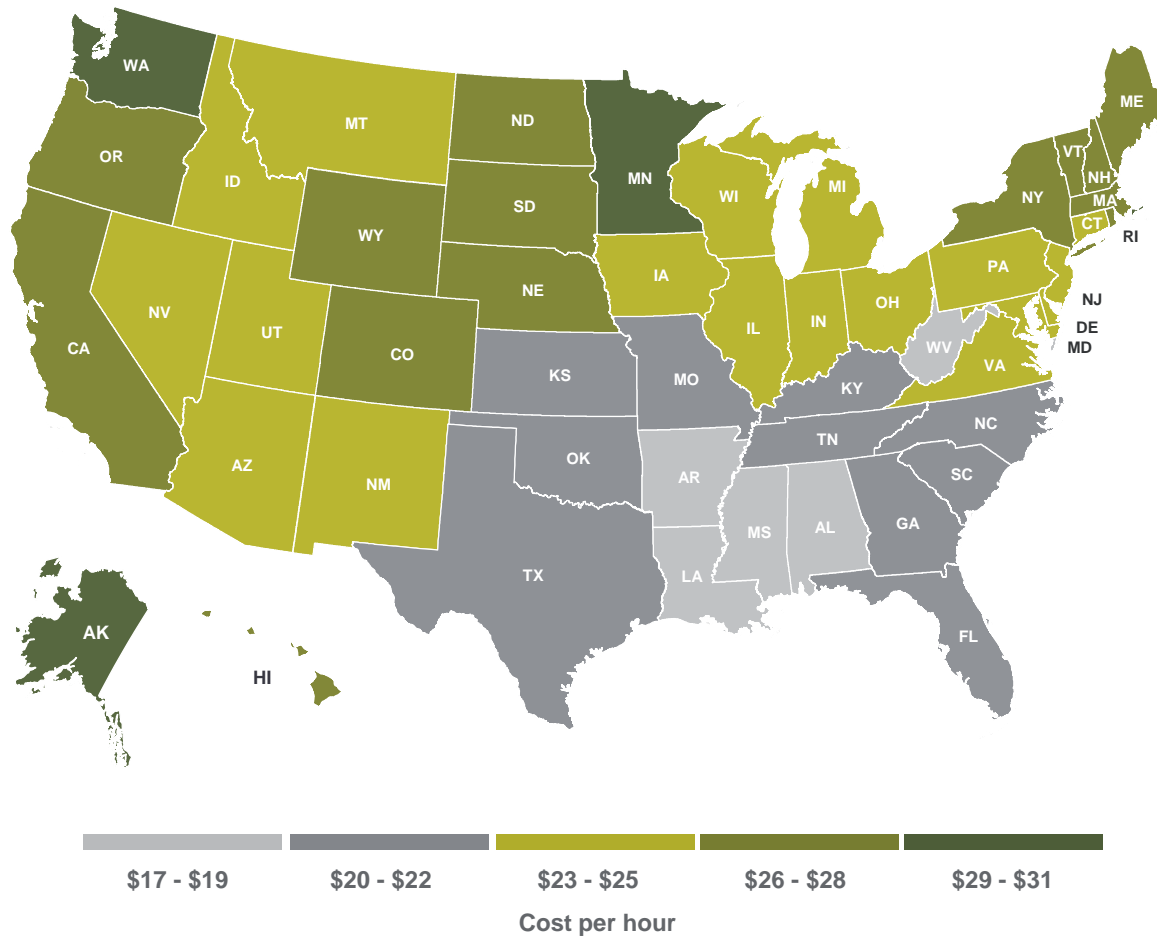 WA
ME
MT
ND
VT
OR
MN
NH
ID
WI
MI
NY
MA
SD
CT
WY
RI
IA
PA
NE
NV
OH
NJ
UT
IL
IN
DE
CA
CO
WV
MD
VA
KS
MO
KY
NC
TN
AZ
OK
SC
NM
AR
GA
MS
AL
TX
LA
AK
FL
HI
$17 - $19
$20 - $22
$23 - $25
$26 - $28
$29 - $31
Cost per hour